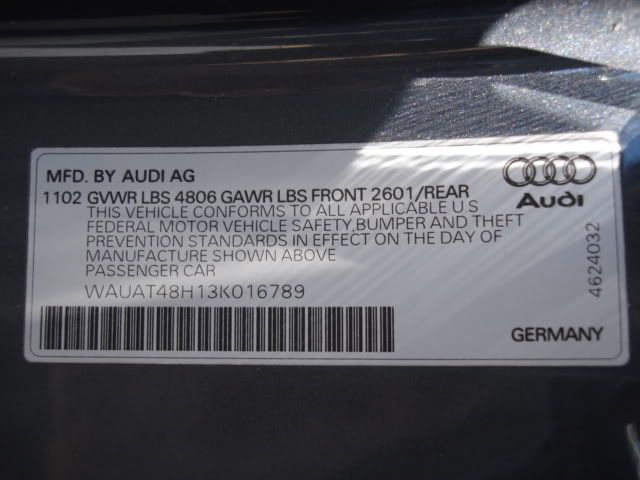 MFD. BY AUDI AG
1102 GVWR LBS 4806 GAWR LBS FRONT 2601/REAR
THIS VEHICLE CONFORMS TO ALL APPLICABLE U.S
FEDERAL MOTOR VEHICLE SAFETY, BUMPER AND THEFT
PREVENTION STANDARDS IN EFFECT ON THE DAY OF
MANUFACTURE SHOWN ABOVE
PASSENGER CAR
WAUAT48H13K016789
Audi
4624032
GERMANY